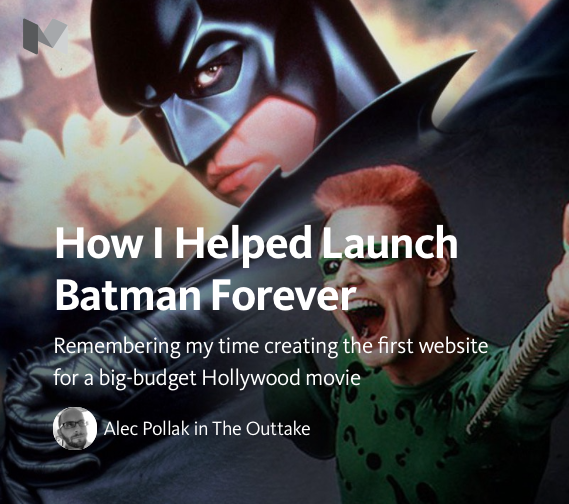 How I Helped Launch
Batman Forever
Remembering my time creating the first website
for a big-budget Hollywood movie
Alec Pollak in The Outtake